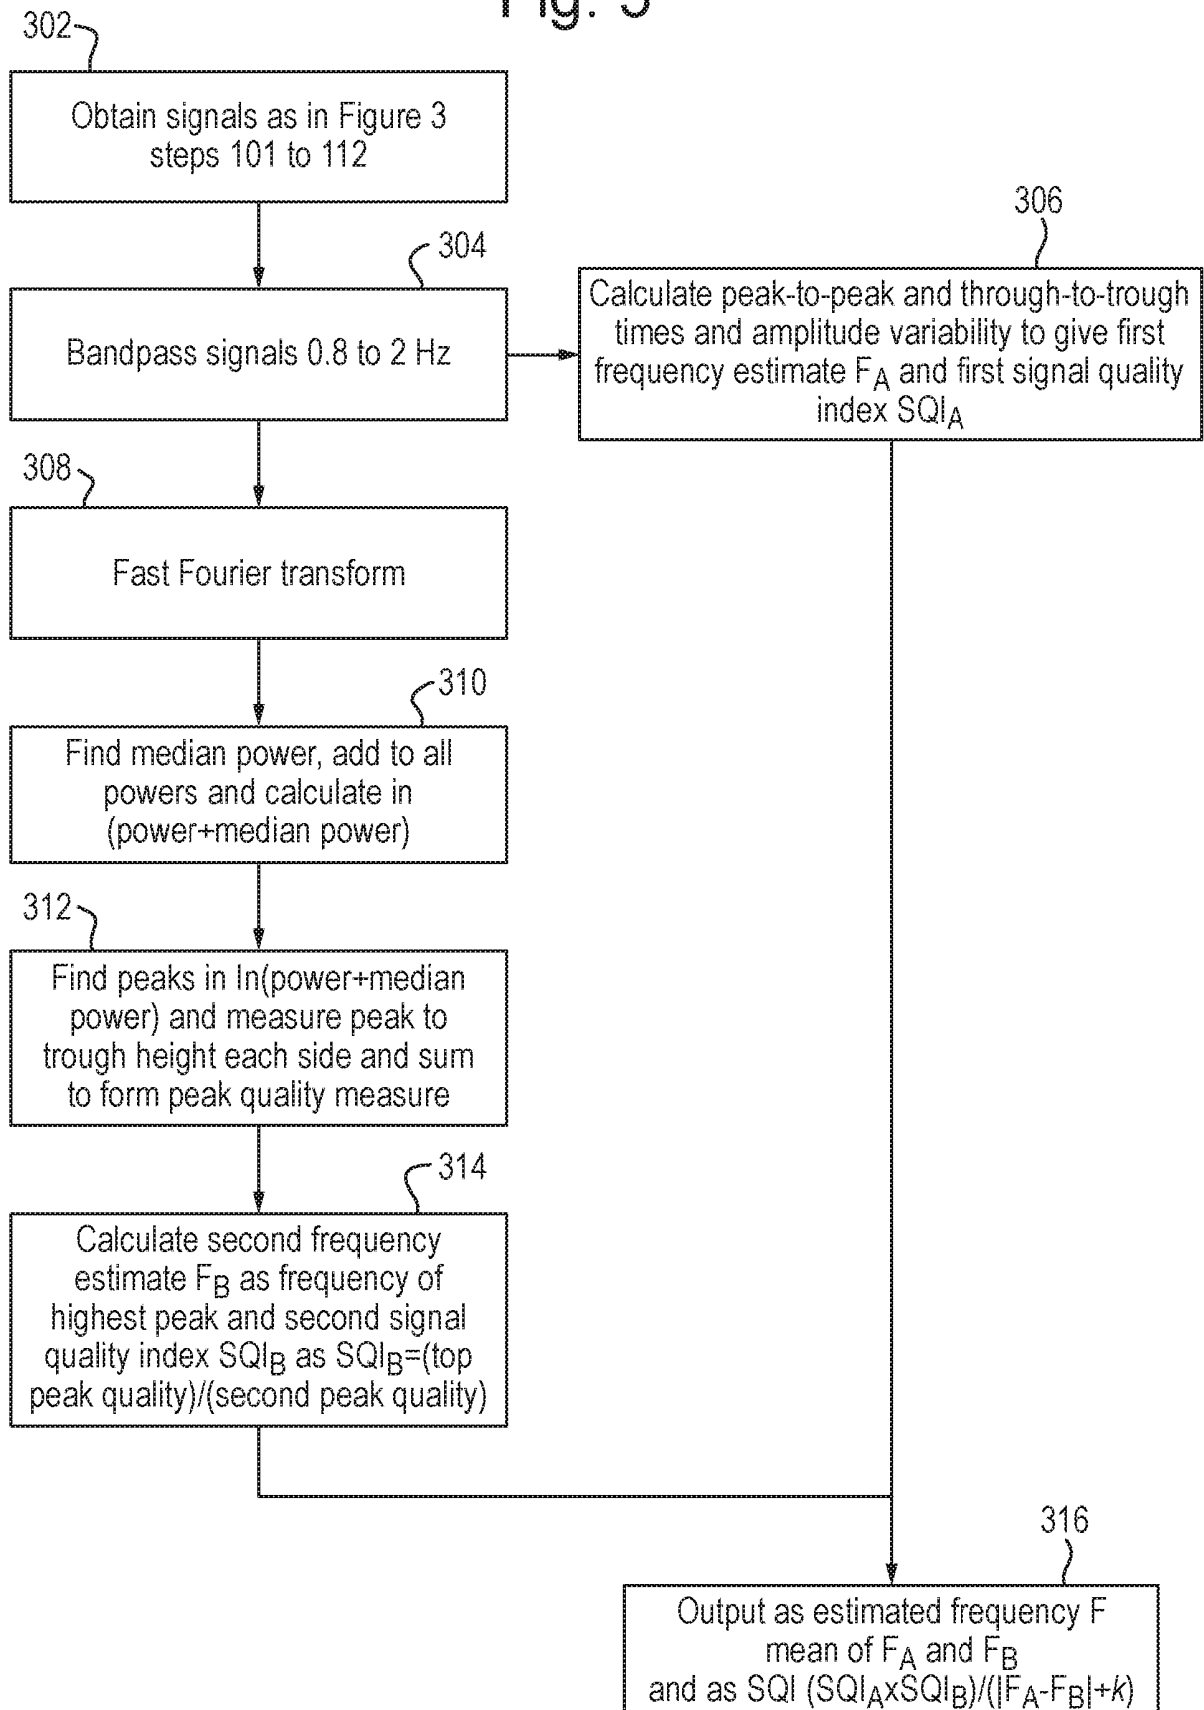 Fig. 5
302
Obtain signals as in Figure 3
steps 101 to 112
304
Bandpass signals 0.8 to 2 Hz
306
Calculate peak-to-peak and through-to-trough
times and amplitude variability to give first
frequency estimate FA and first signal quality
index SQIA
308
Fast Fourier transform
310
Find median power, add to all
powers and calculate in
(power+median power)
312
Find peaks in In(power+median
power) and measure peak to
trough height each side and sum
to form peak quality measure
314
Calculate second frequency
estimate FB as frequency of
highest peak and second signal
quality index SQIB as SQIB=(top
peak quality)/(second peak quality)
316
Output as estimated frequency F
mean of FA and FB
and as SQI (SQIAxSQIB)/(|FA-FB|+k)